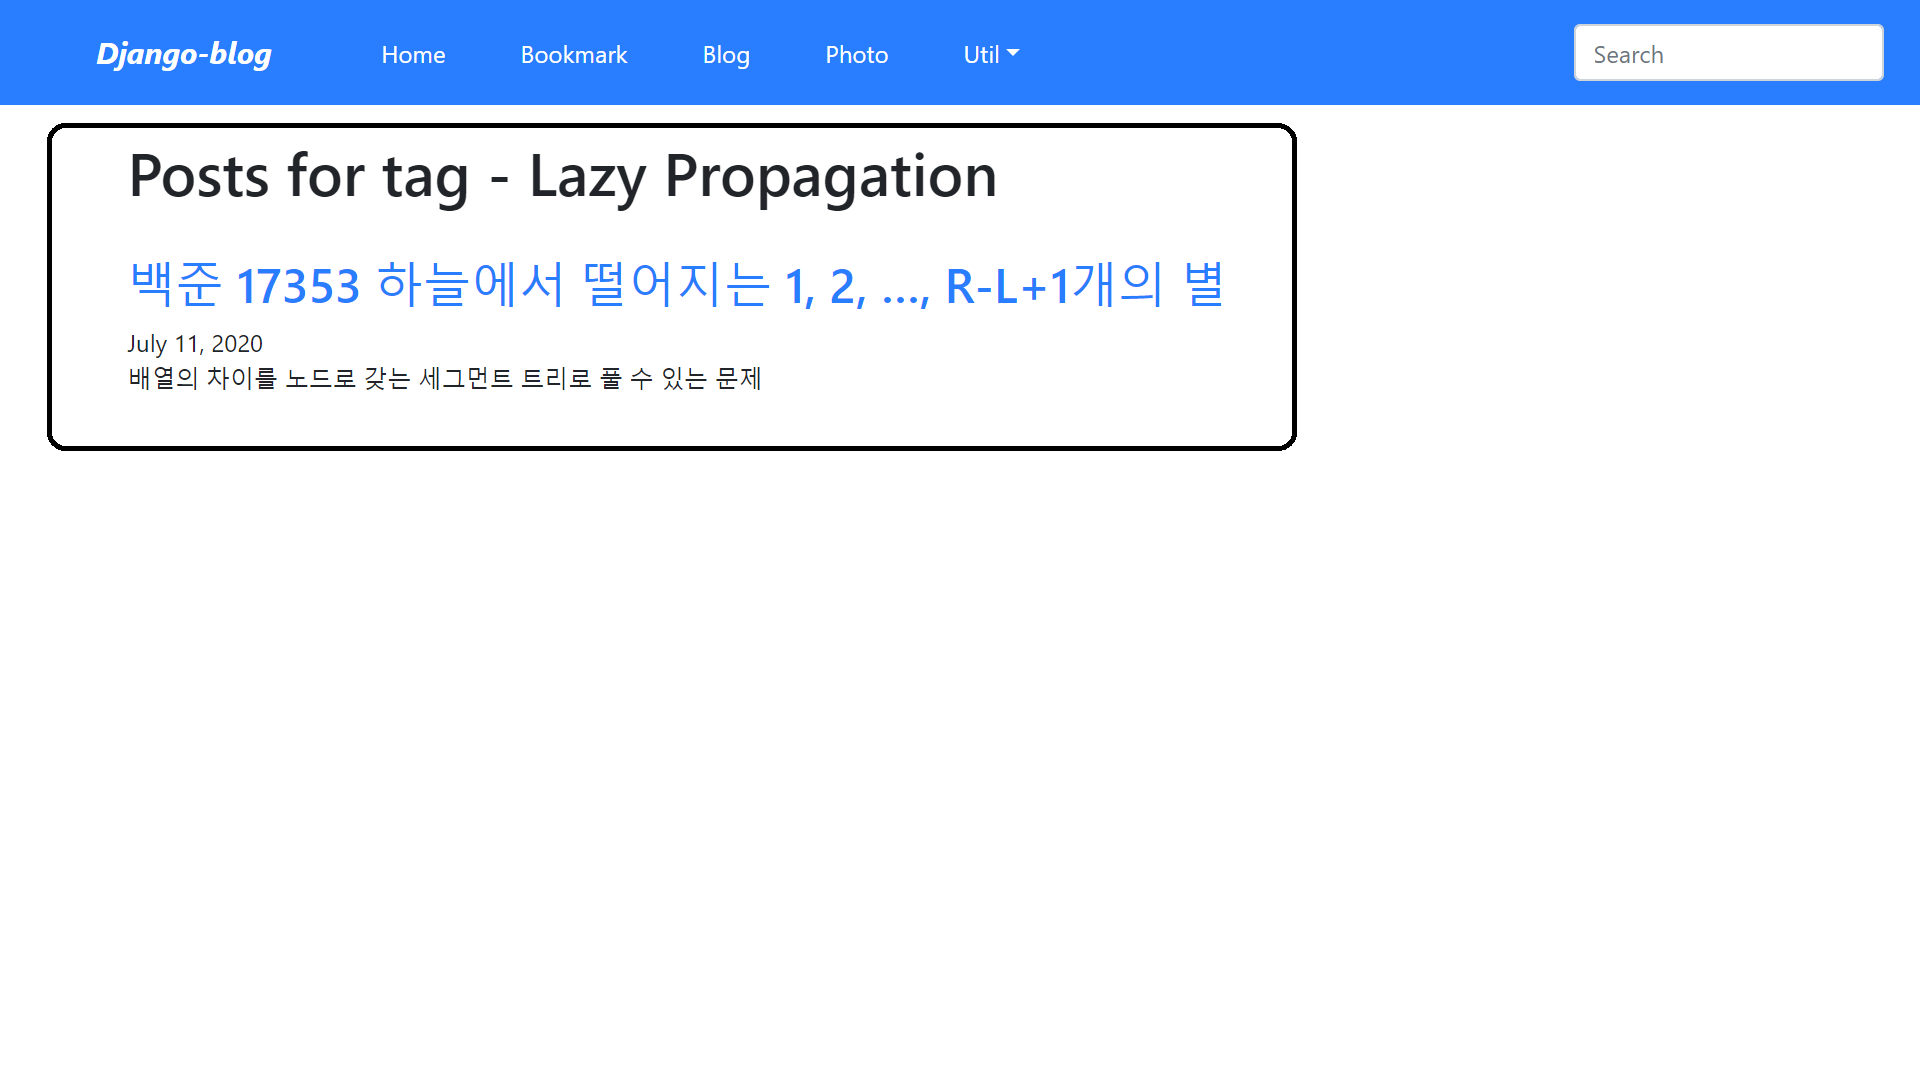 Django-blog Home Bookmark Blog Photo Util Search
Posts for tag - Lazy Propagation
백준 17353 하늘에서 떨어지는 1, 2, ..., R-L+1개의 별
July 11, 2020
배열의 차이를 노드로 갖는 세그먼트 트리로 풀 수 있는 문제